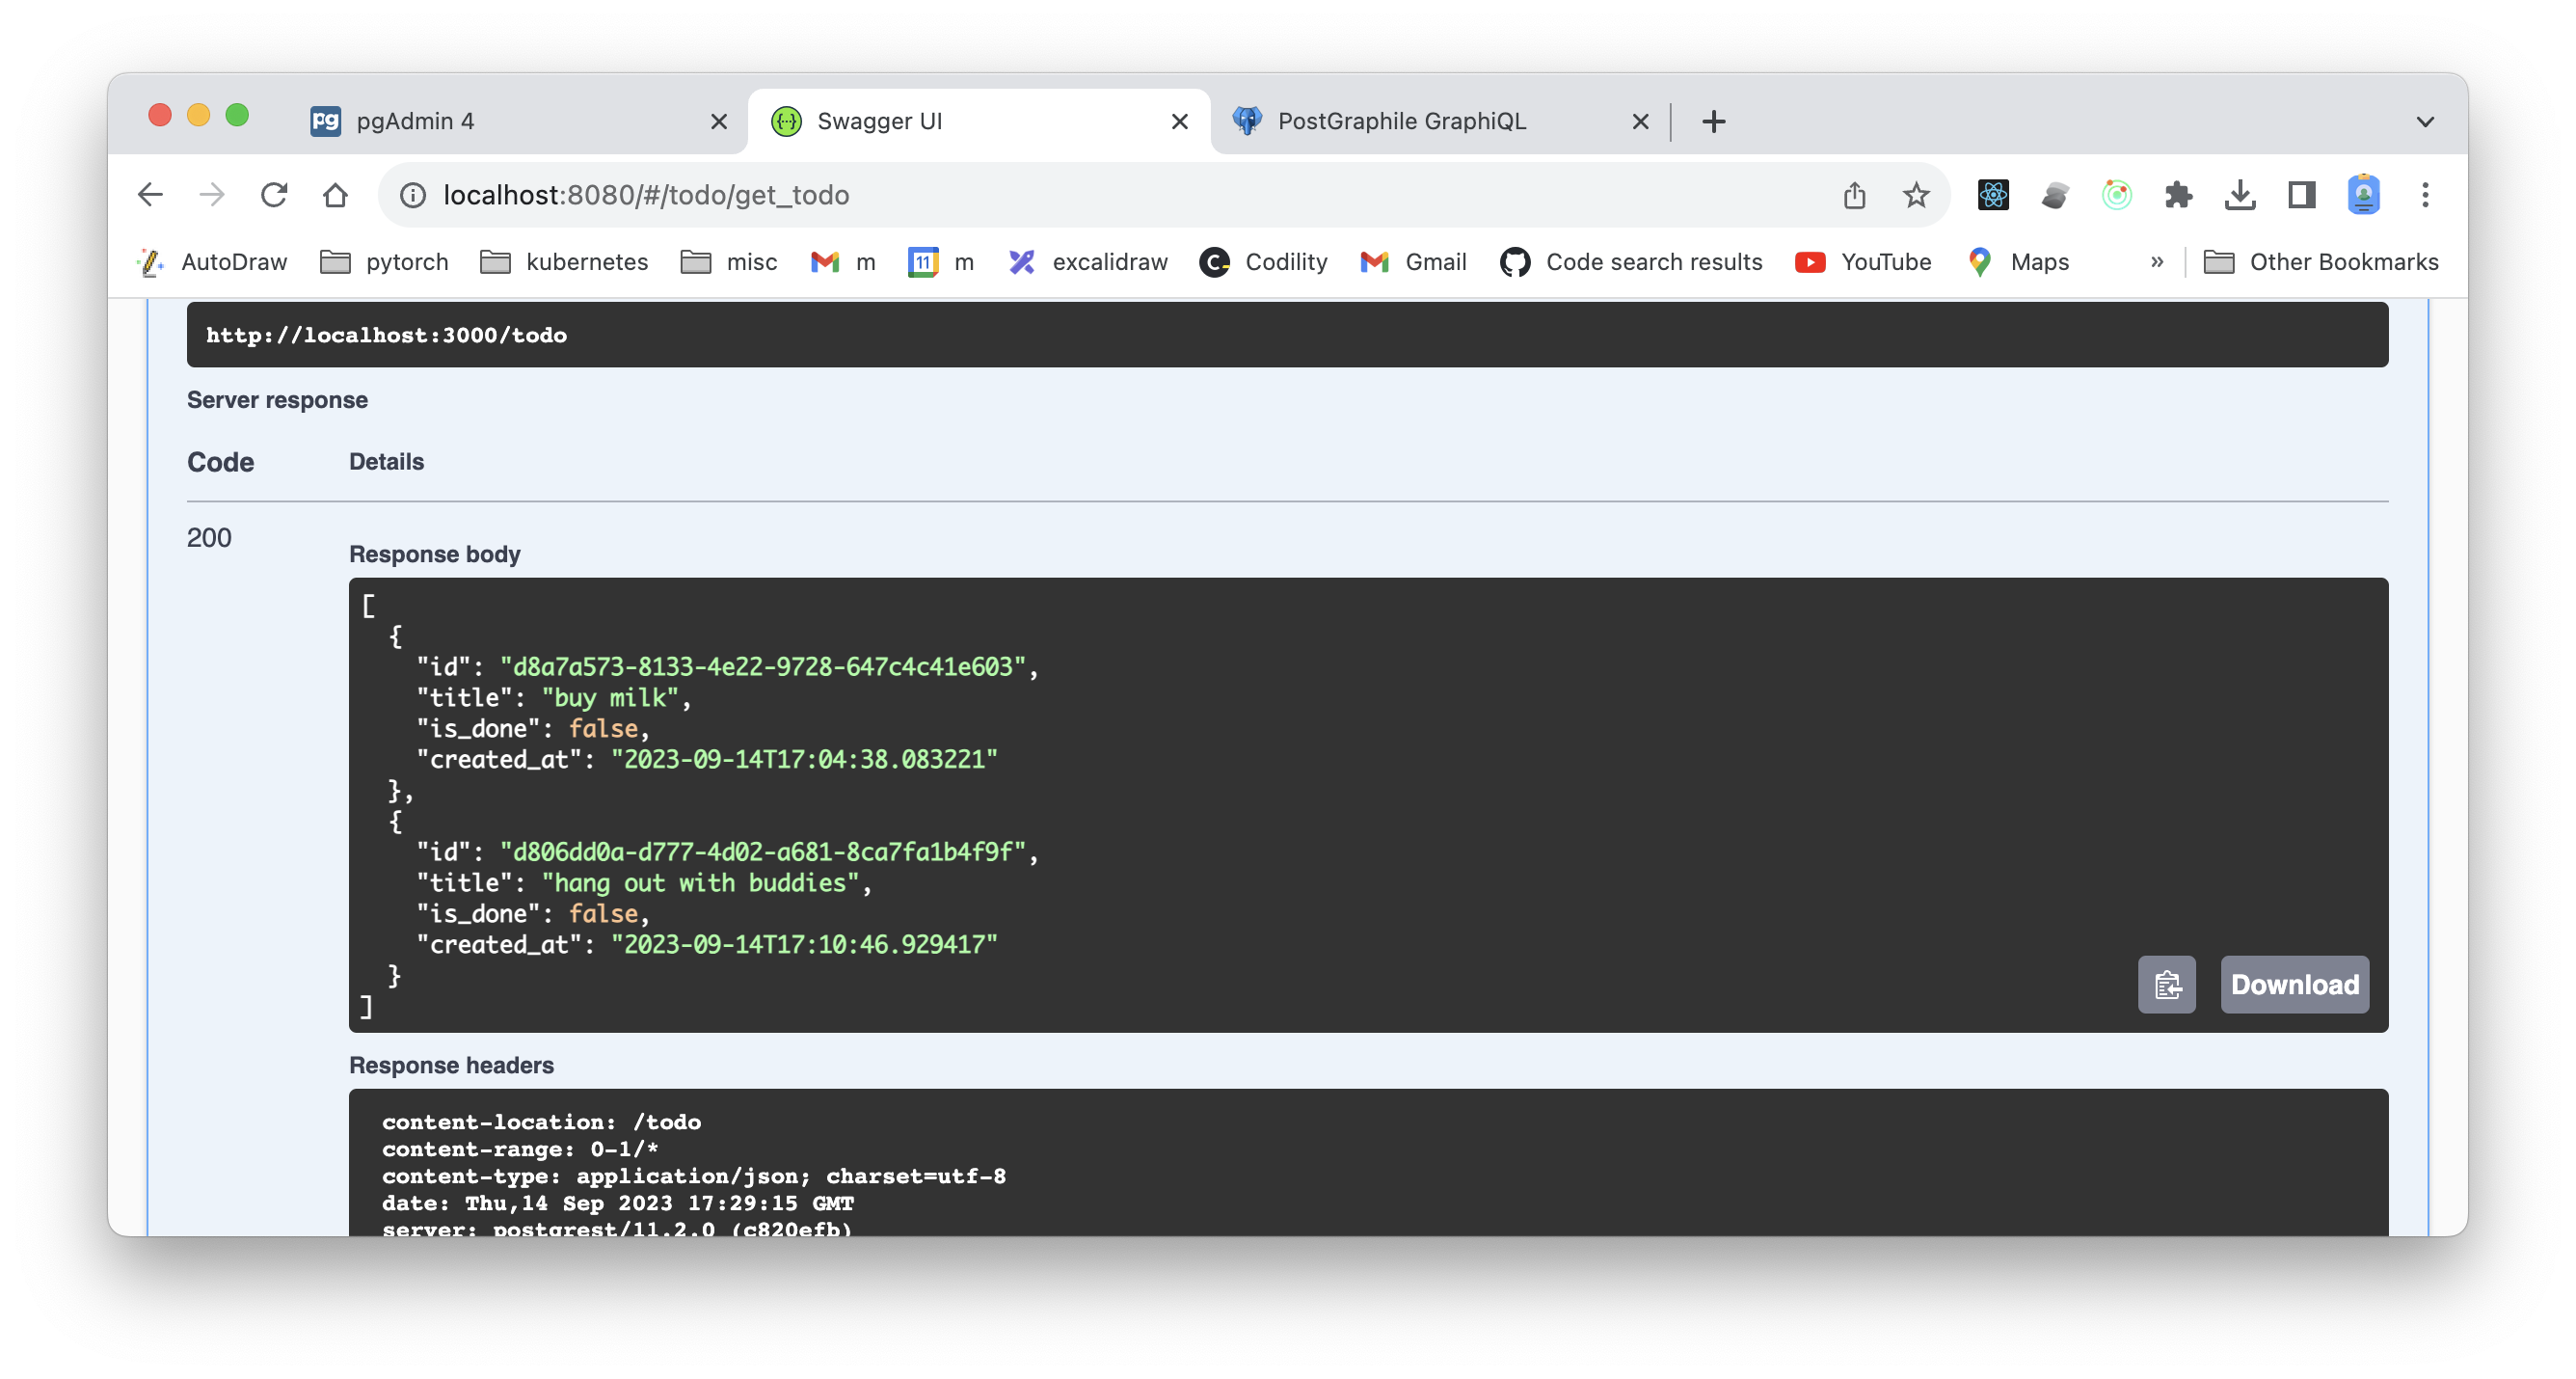 pg pgAdmin 4
Swagger UI
PostGraphile GraphiQL
localhost:8080/#/todo/get_todo
AutoDraw pytorch kubernetes misc m 11 m excalidraw Codility Gmail Code search results YouTube Maps » Other Bookmarks
http://localhost:3000/todo
Server response
Code Details
200
Response body
[
  {
    "id": "d8a7a573-8133-4e22-9728-647c4c41e603",
    "title": "buy milk",
    "is_done": false,
    "created_at": "2023-09-14T17:04:38.083221"
  },
  {
    "id": "d806dd0a-d777-4d02-a681-8ca7fa1b4f9f",
    "title": "hang out with buddies",
    "is_done": false,
    "created_at": "2023-09-14T17:10:46.929417"
  }
]
Download
Response headers
content-location: /todo
content-range: 0-1/*
content-type: application/json; charset=utf-8
date: Thu,14 Sep 2023 17:29:15 GMT
server: postgrest/11.2.0 (c820efb)